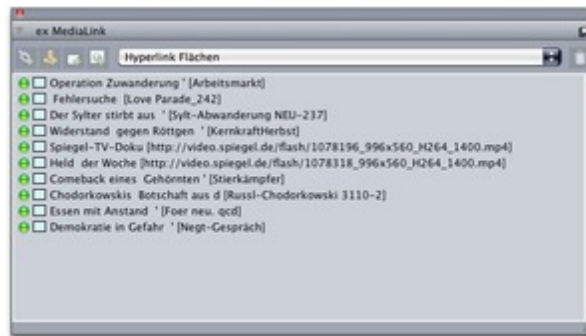 ex MediaLink
Hyperlink Flächen
Operation Zuwanderung ' [Arbeitsmarkt]
Fehlersuche [Love Parade_242]
Der Sylter stirbt aus ' [Sylt-Abwanderung NEU-237]
Widerstand gegen Röttgen ' [KernkraftHerbst]
Spiegel-TV-Doku [http://video.spiegel.de/flash/1078196_996x560_H264_1400.mp4]
Held der Woche [http://video.spiegel.de/flash/1078318_996x560_H264_1400.mp4]
Comeback eines Gehörnten ' [Stierkämpfer]
Chodorkowskis Botschaft aus d [Russl-Chodorkowski 3110-2]
Essen mit Anstand ' [Foer neu. qcd]
Demokratie in Gefahr ' [Negt-Gespräch]